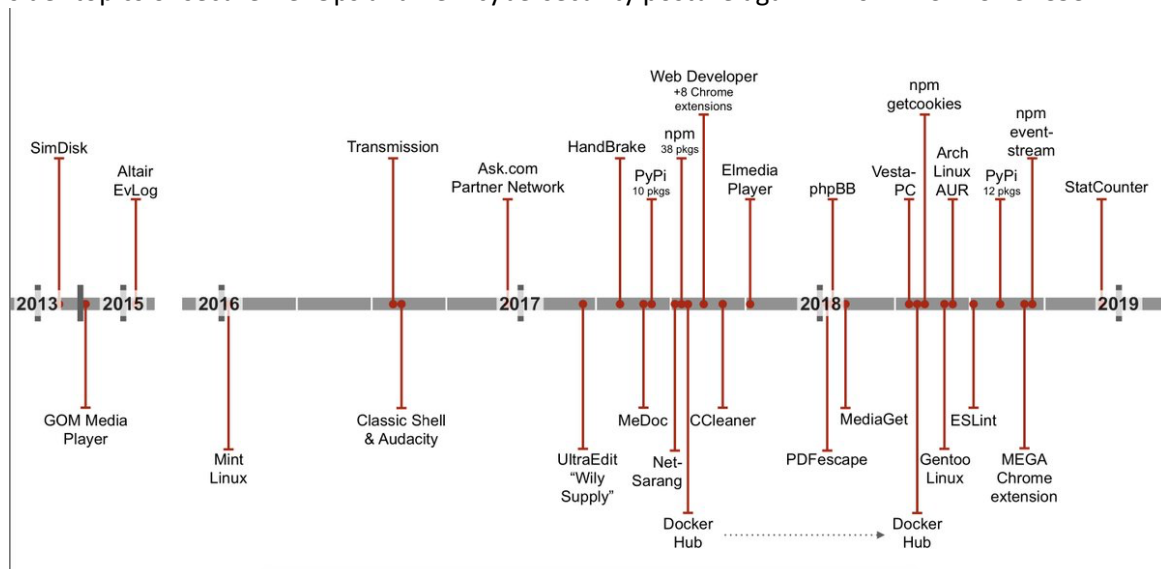 Web Developer
+8 Chrome
extensions
npm
getcookies
SimDisk
Altair
EvLog
Transmission
Ask.com
Partner Network
HandBrake
PyPi
10 pkgs
npm
38 pkgs
Elmedia
Player
phpBB
Vesta-
PC
Arch
Linux
AUR
PyPi
12 pkgs
npm
event-
stream
StatCounter
2013
2015
2016
2017
2018
2019
GOM Media
Player
Mint
Linux
Classic Shell
& Audacity
UltraEdit
"Wily
Supply"
MeDoc
Net-
Sarang
CCleaner
Docker
Hub
PDFescape
MediaGet
Docker
Hub
Gentoo
Linux
ESLint
MEGA
Chrome
extension